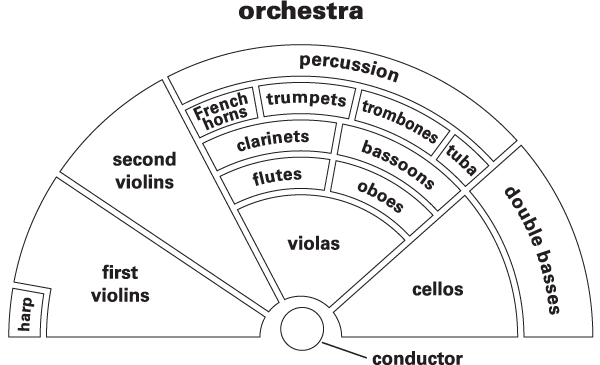 orchestra
percussion
French
horns
trumpets
trombones
tuba
clarinets
bassoons
flutes
oboes
second
violins
violas
first
violins
cellos
double basses
harp
conductor